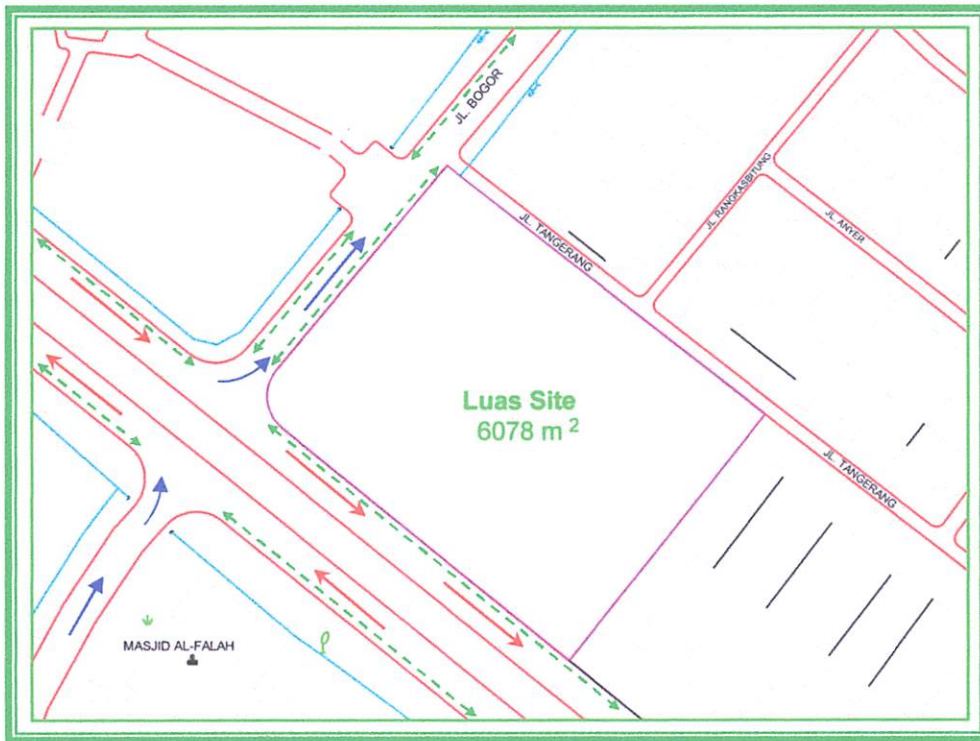 JL. BOGOR
JL. RANGKASBITUNG
JL. ANYER
JL. TANGERANG
Luas Site
6078 m ²
JL. TANGERANG
MASJID AL-FALAH